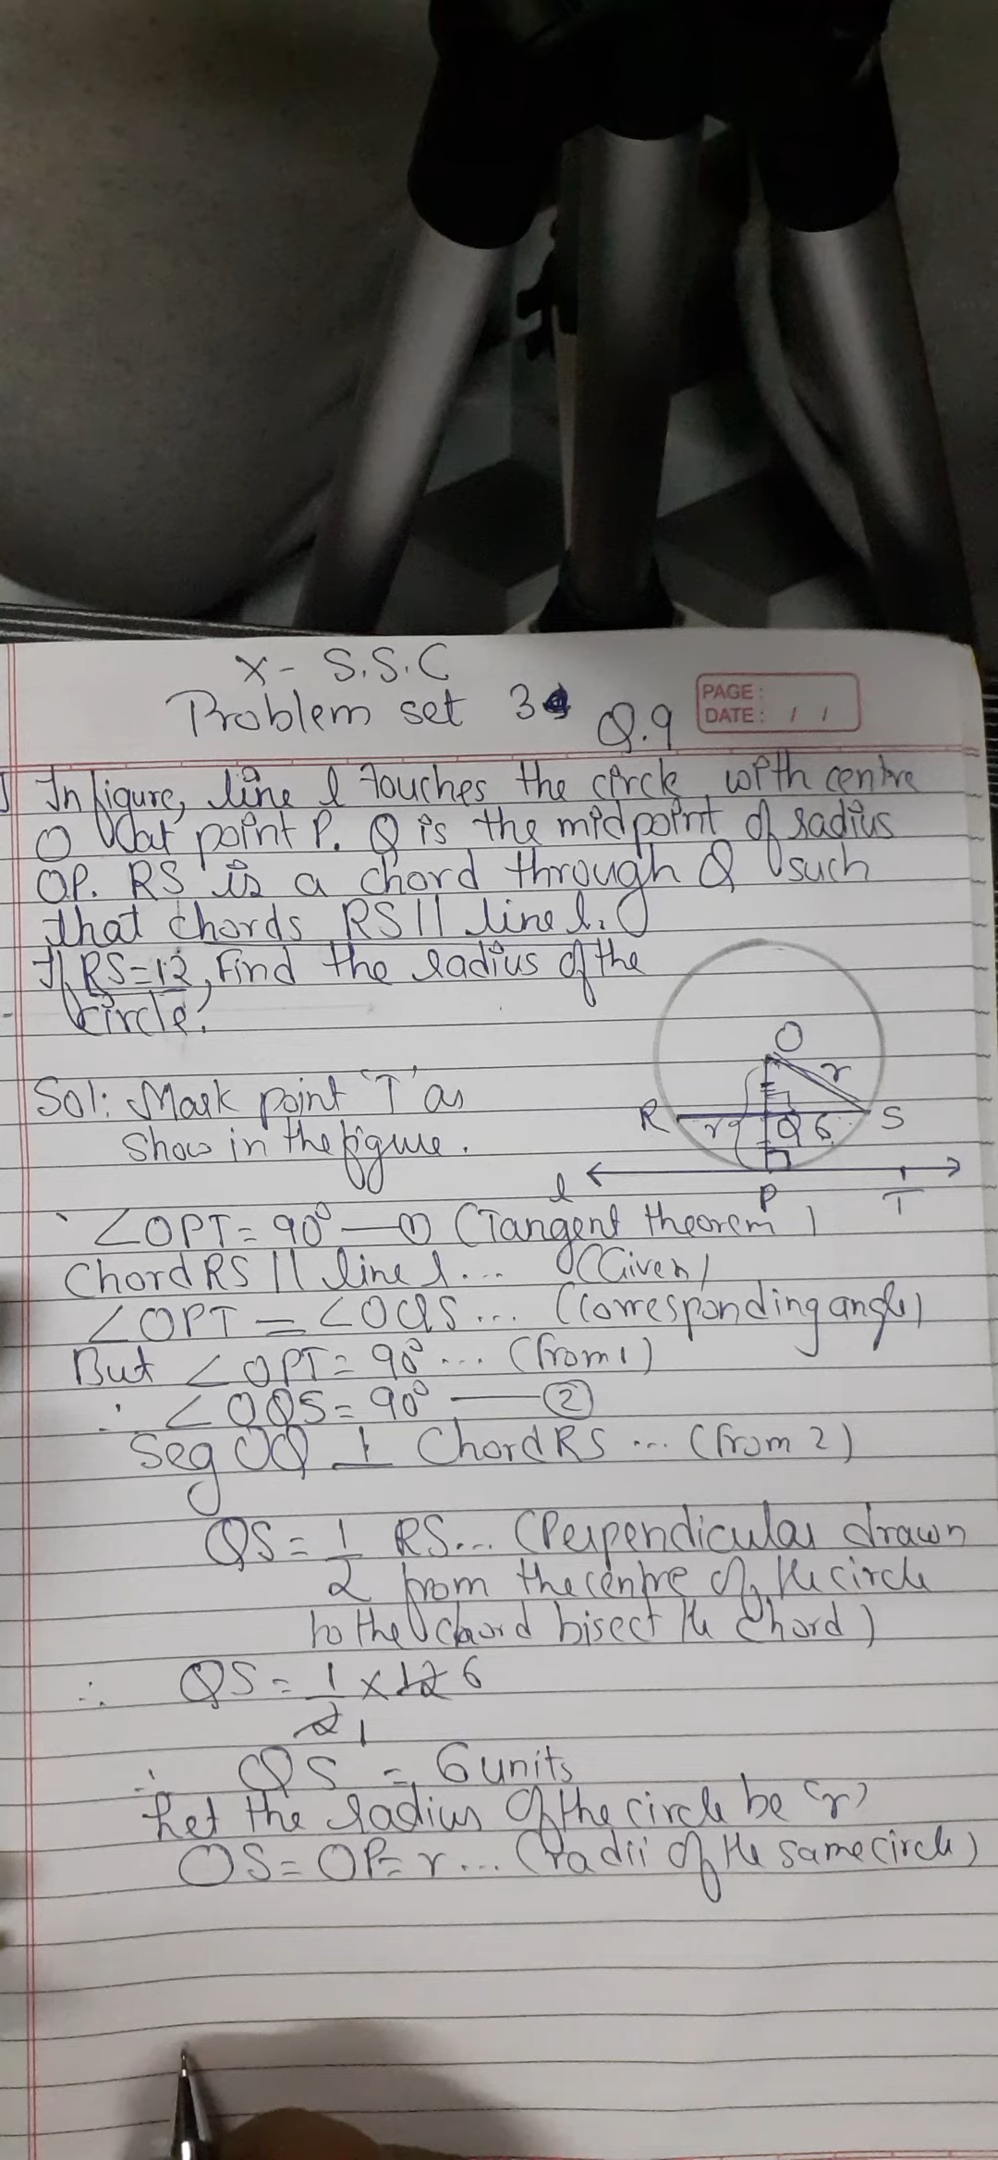 X - S.S.C
Problem set 3
Q.9
PAGE:
DATE: / /
In figure, line l touches the circle with centre
O at point P. Q is the midpoint of radius
OP. RS is a chord through Q such
that chords RS || line l.
If RS=12, Find the radius of the
circle.
O
r
R
Q 6
S
l
P
T
Sol: Mark point 'T' as
show in the figure.
∠OPT = 90° — ① (Tangent theorem)
Chord RS || line l ... (Given)
∠OPT = ∠OQS ... (corresponding angle)
But ∠OPT = 90° ... (from 1)
∴ ∠OQS = 90° — ②
Seg OQ ⊥ Chord RS ... (from 2)
QS = 1/2 RS ... (Perpendicular drawn
from the centre of the circle
to the chord bisect the chord)
∴ QS = 1/2 × 12 6
1
∴ QS = 6 units
Let the radius of the circle be 'r'
OS = OP = r ... (radii of the same circle)